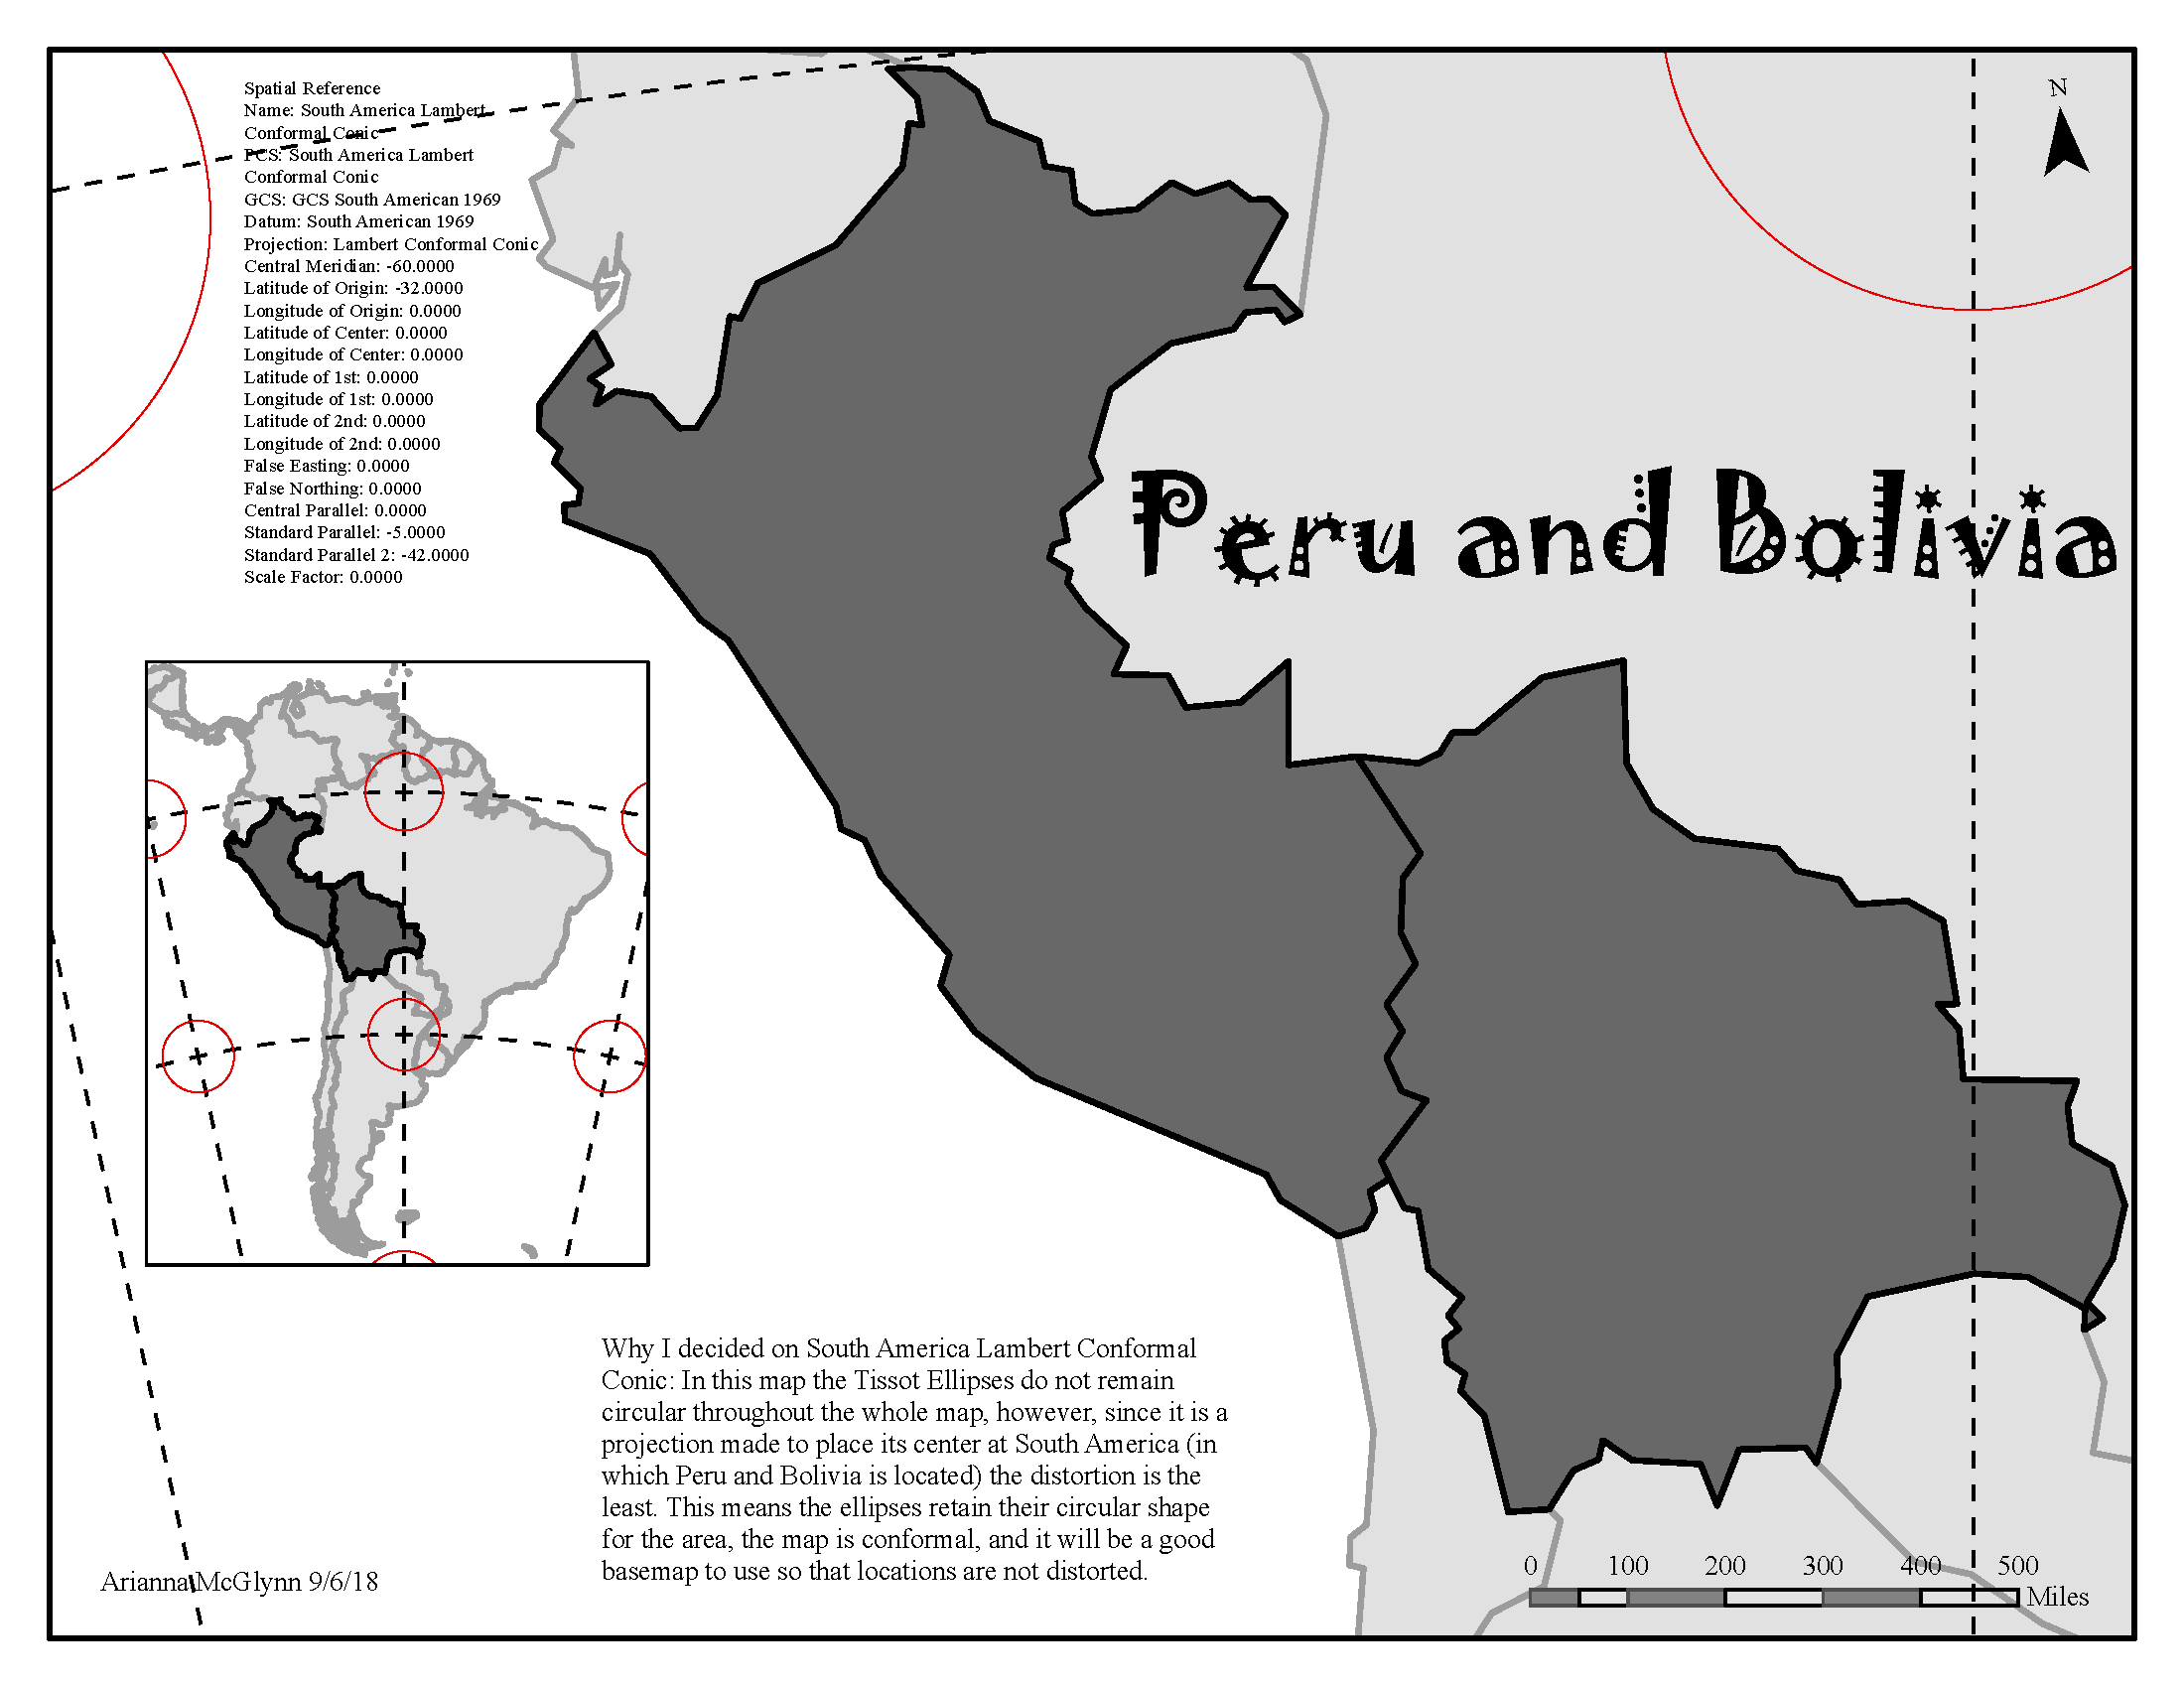 Spatial Reference
Name: South America Lambert
Conformal Conic
PCS: South America Lambert
Conformal Conic
GCS: GCS South American 1969
Datum: South American 1969
Projection: Lambert Conformal Conic
Central Meridian: -60.0000
Latitude of Origin: -32.0000
Longitude of Origin: 0.0000
Latitude of Center: 0.0000
Longitude of Center: 0.0000
Latitude of 1st: 0.0000
Longitude of 1st: 0.0000
Latitude of 2nd: 0.0000
Longitude of 2nd: 0.0000
False Easting: 0.0000
False Northing: 0.0000
Central Parallel: 0.0000
Standard Parallel: -5.0000
Standard Parallel 2: -42.0000
Scale Factor: 0.0000
N
Peru and Bolivia
Why I decided on South America Lambert Conformal
Conic: In this map the Tissot Ellipses do not remain
circular throughout the whole map, however, since it is a
projection made to place its center at South America (in
which Peru and Bolivia is located) the distortion is the
least. This means the ellipses retain their circular shape
for the area, the map is conformal, and it will be a good
basemap to use so that locations are not distorted.
Arianna McGlynn 9/6/18
0 100 200 300 400 500
Miles